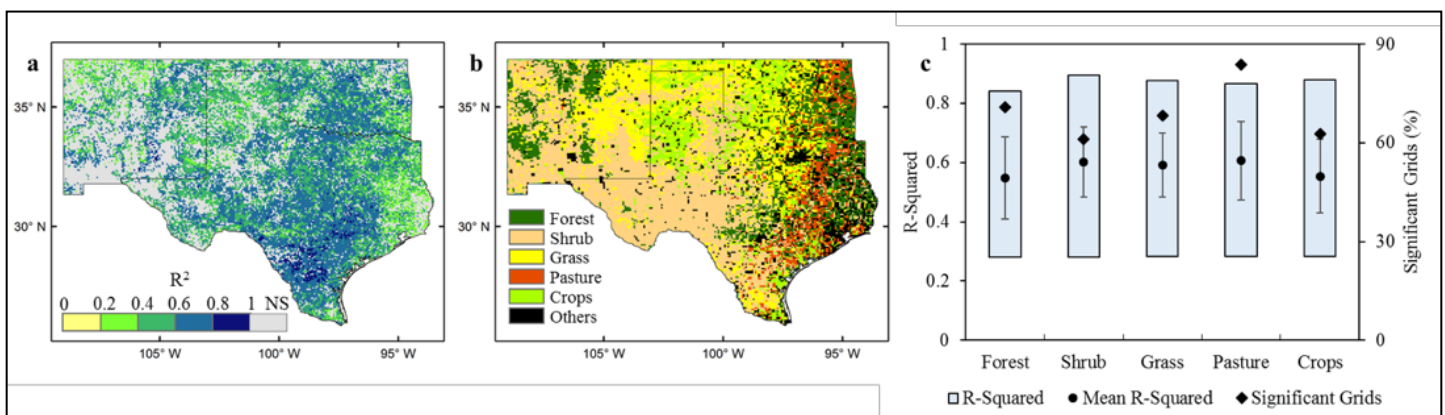 a
35° N
30° N
R²
0 0.2 0.4 0.6 0.8 1 NS
105° W 100° W 95° W
b
35° N
30° N
Forest
Shrub
Grass
Pasture
Crops
Others
105° W 100° W 95° W
c
1
0.8
0.6
0.4
0.2
0
R-Squared
90
60
30
0
Significant Grids (%)
Forest Shrub Grass Pasture Crops
R-Squared Mean R-Squared Significant Grids